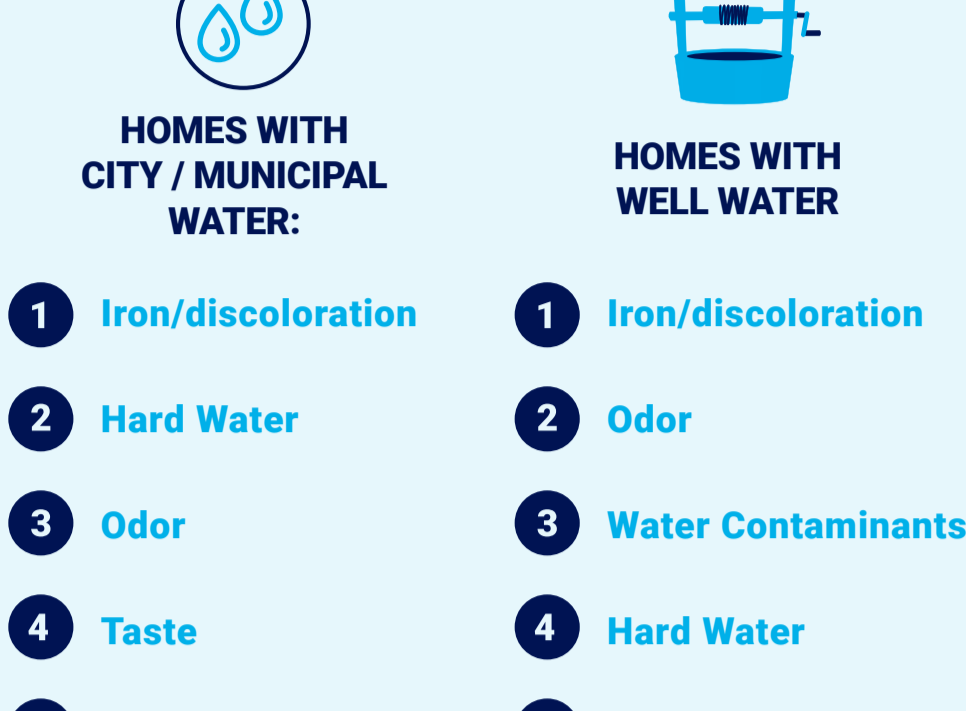 HOMES WITH
CITY / MUNICIPAL
WATER:
1 Iron/discoloration
2 Hard Water
3 Odor
4 Taste
HOMES WITH
WELL WATER
1 Iron/discoloration
2 Odor
3 Water Contaminants
4 Hard Water